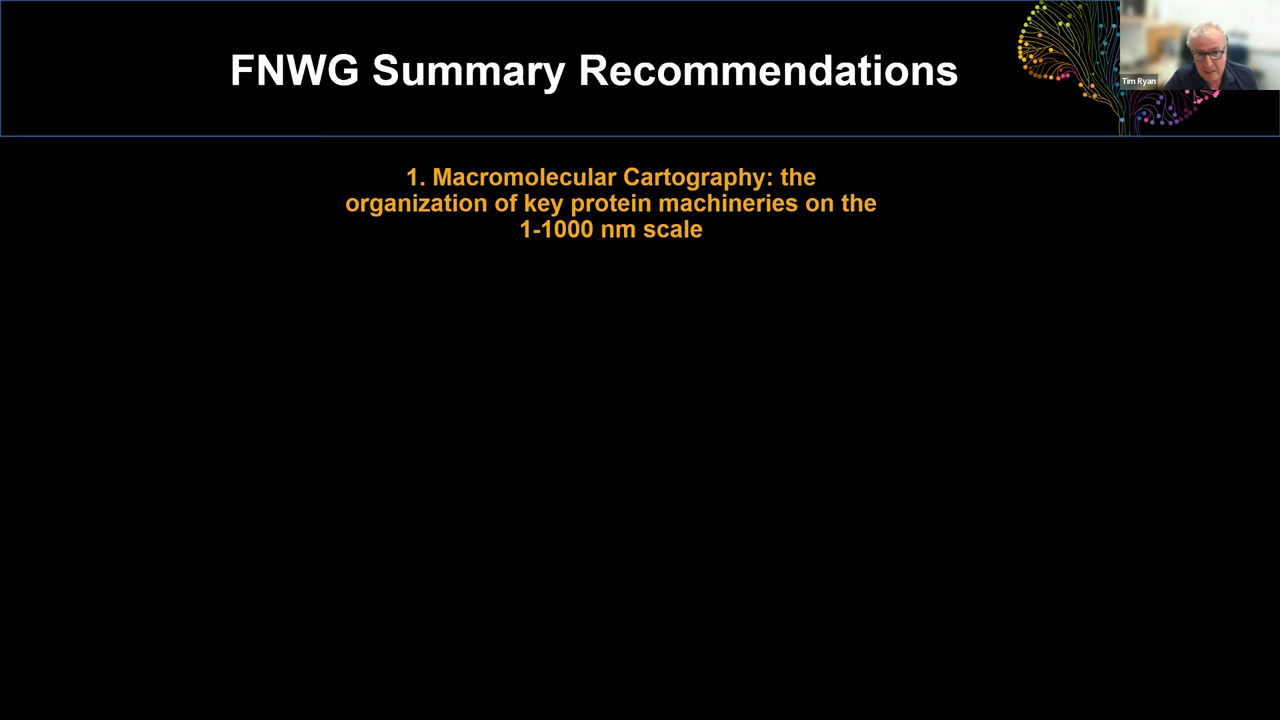 FNWG Summary Recommendations
Tim Ryan
1. Macromolecular Cartography: the
organization of key protein machineries on the
1-1000 nm scale